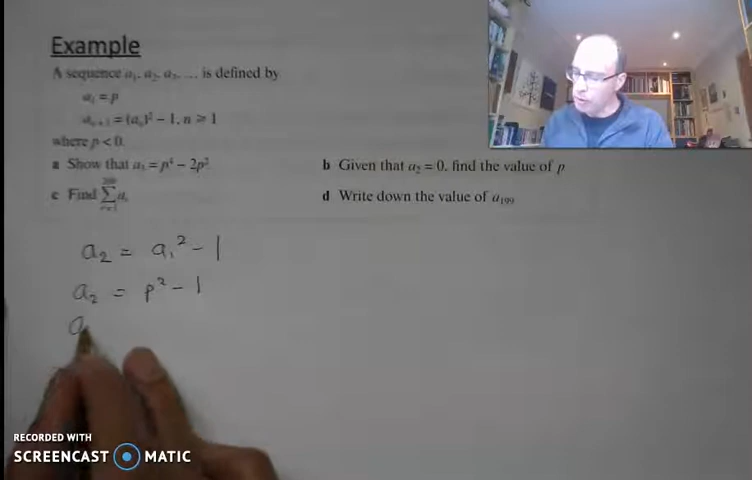 Example
A sequence a₁, a₂, a₃, … is defined by
a₁ = p
aₙ₊₁ = (aₙ)² − 1, n ⩾ 1
where p < 0.
a Show that a₃ = p⁴ − 2p²
b Given that a₂ = 0, find the value of p
c Find ∑ aᵣ
d Write down the value of a₁₉₉
a₂ = a₁² − 1
a₂ = p² − 1
a
RECORDED WITH
SCREENCAST MATIC